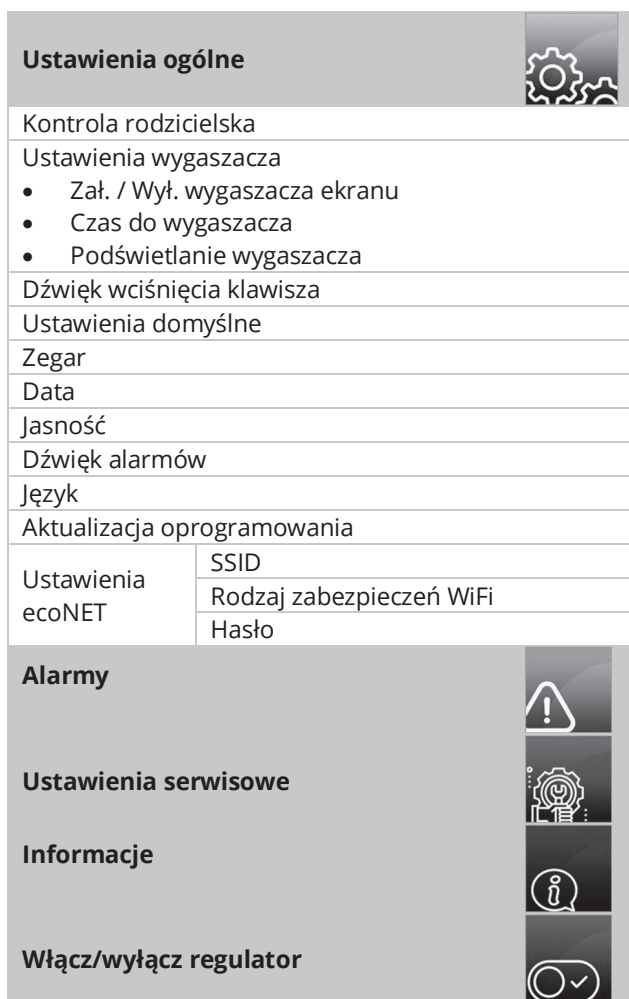 Ustawienia ogólne
Kontrola rodzicielska
Ustawienia wygaszacza
• Zał. / Wył. wygaszacza ekranu
• Czas do wygaszacza
• Podświetlanie wygaszacza
Dźwięk wciśnięcia klawisza
Ustawienia domyślne
Zegar
Data
Jasność
Dźwięk alarmów
Język
Aktualizacja oprogramowania
Ustawienia
ecoNET
SSID
Rodzaj zabezpieczeń WiFi
Hasło
Alarmy
Ustawienia serwisowe
Informacje
Włącz/wyłącz regulator